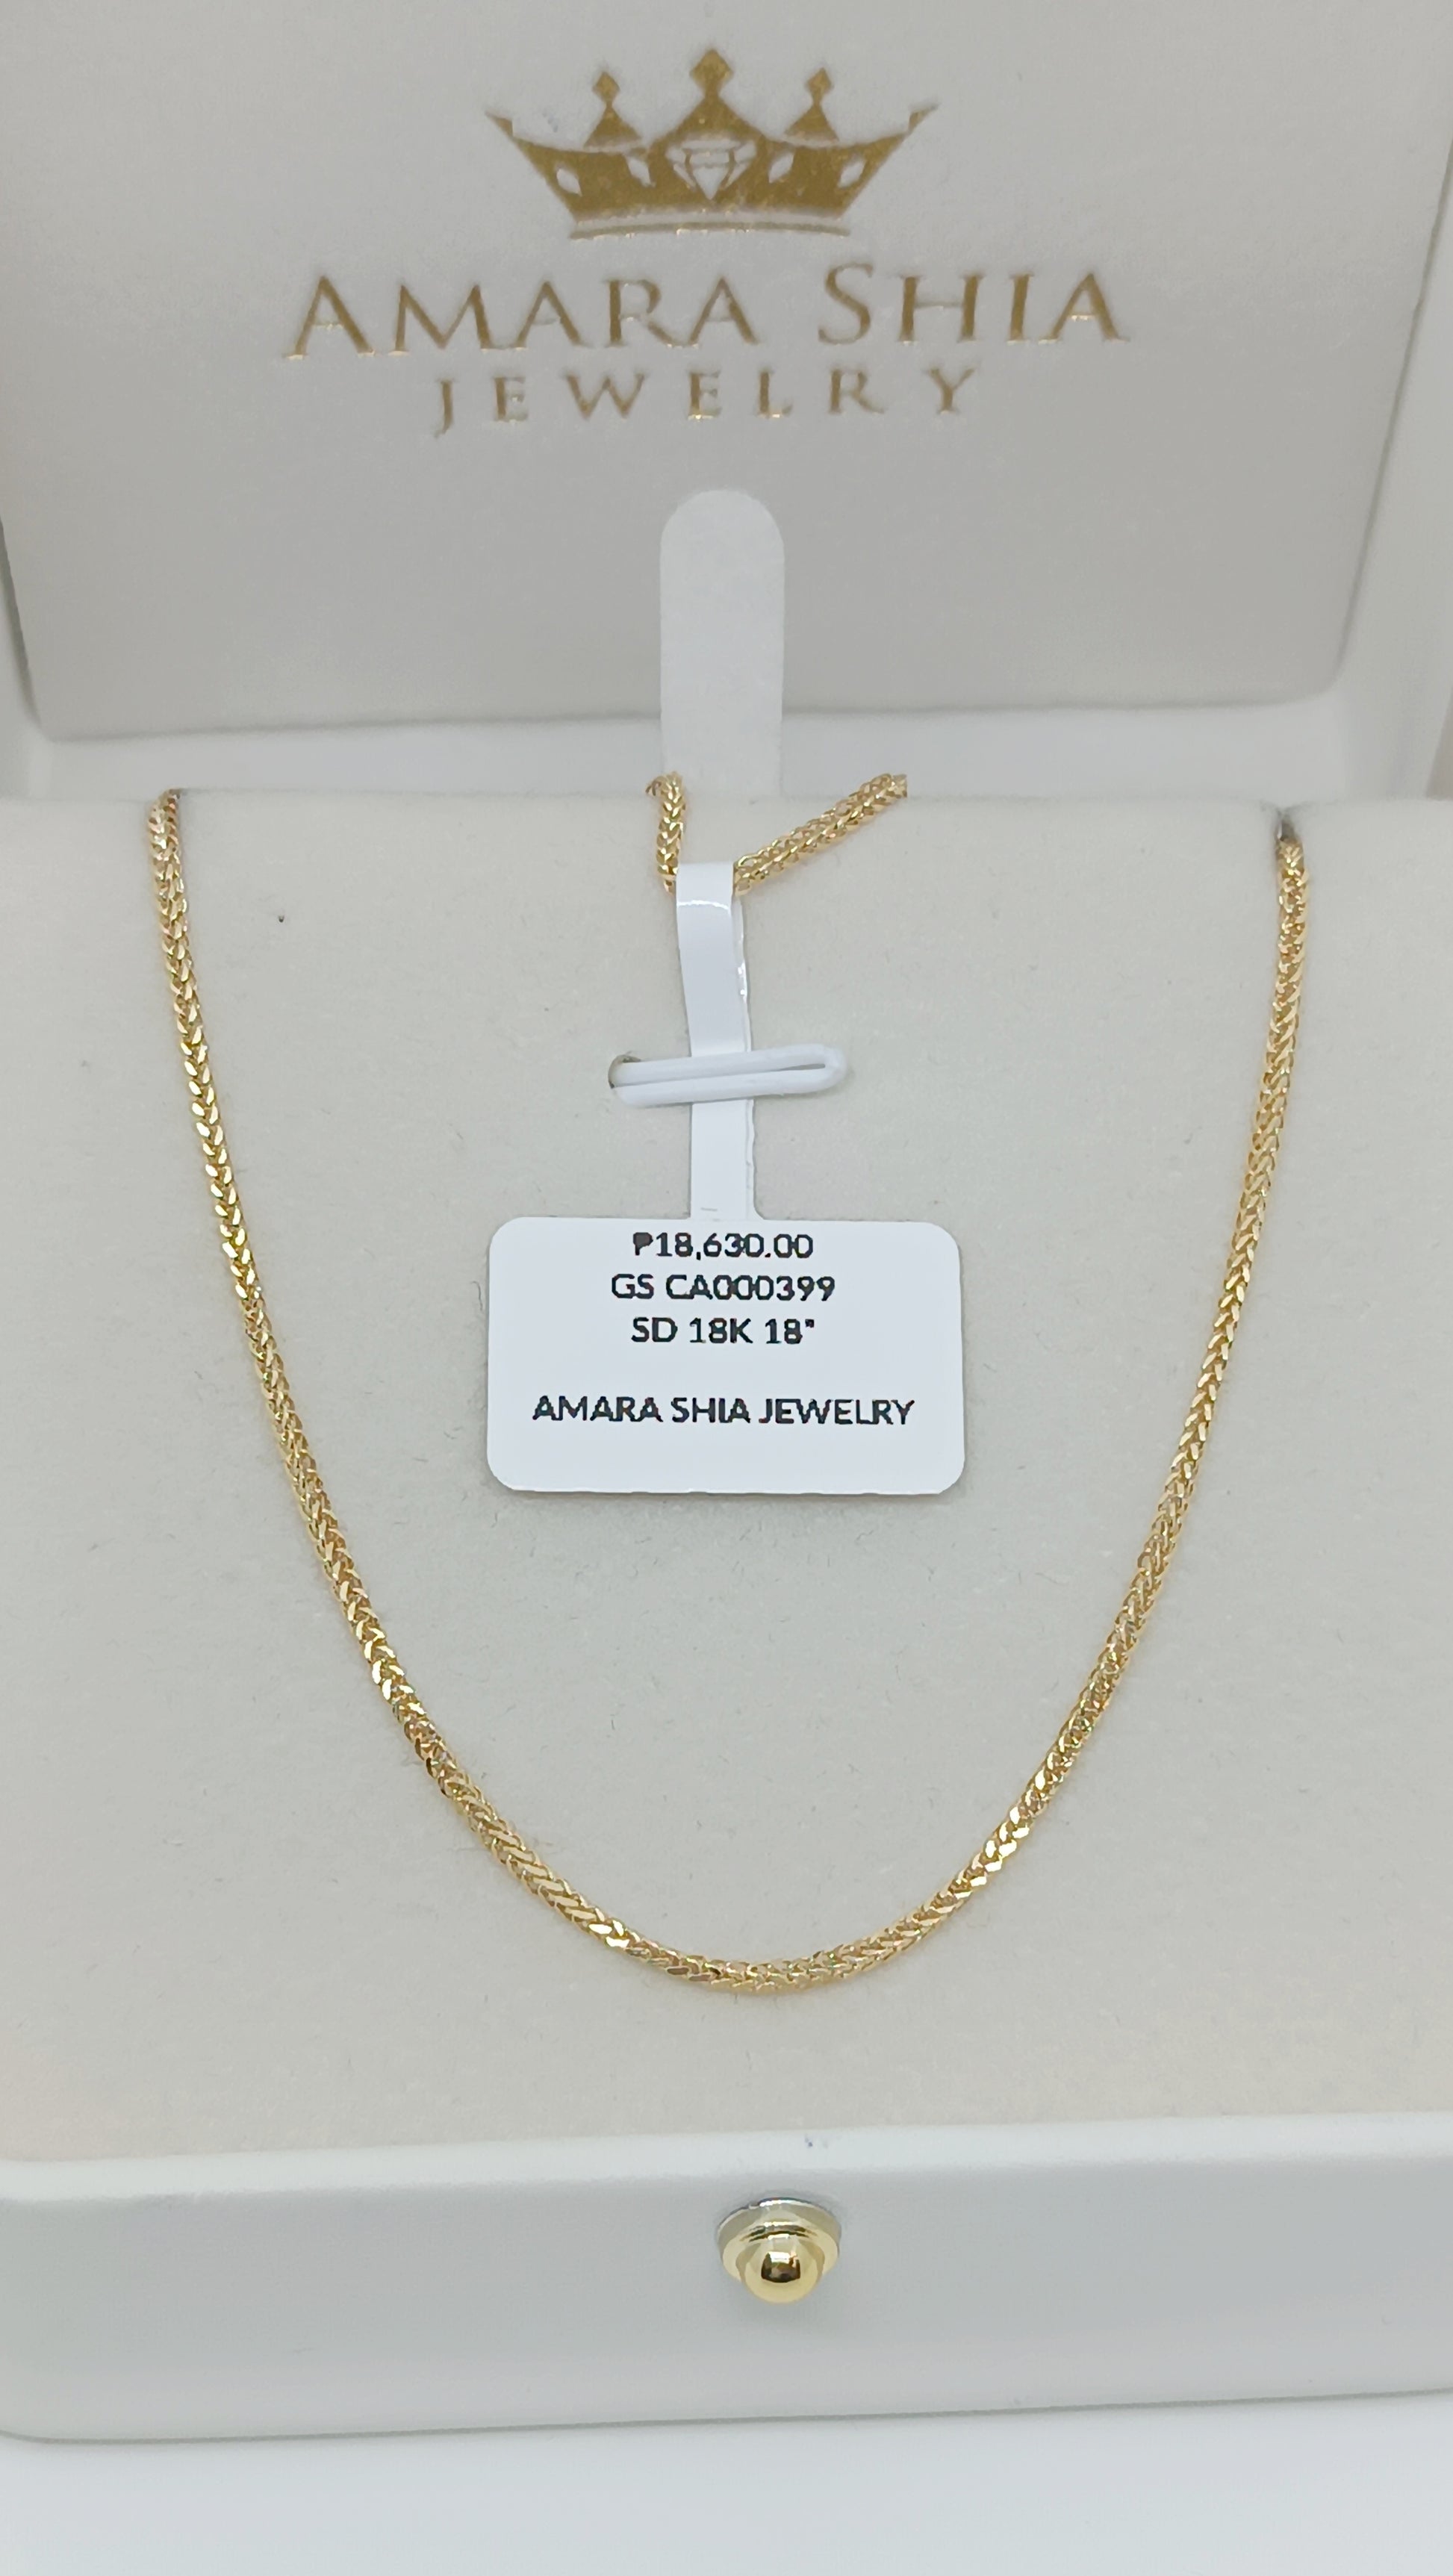 AMARA SHIA
JEWELRY
₱18,630.00
GS CA000399
SD 18K 18"
AMARA SHIA JEWELRY